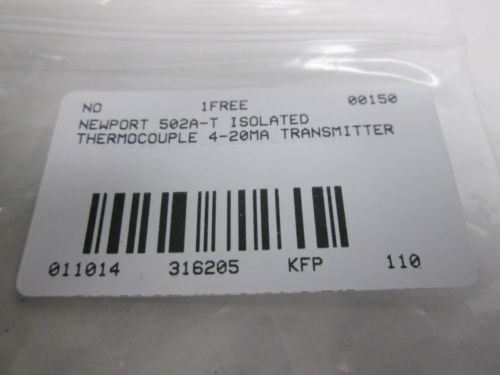 NO 1FREE 00150
NEWPORT 502A-T ISOLATED
THERMOCOUPLE 4-20MA TRANSMITTER
011014 316205 KFP 110